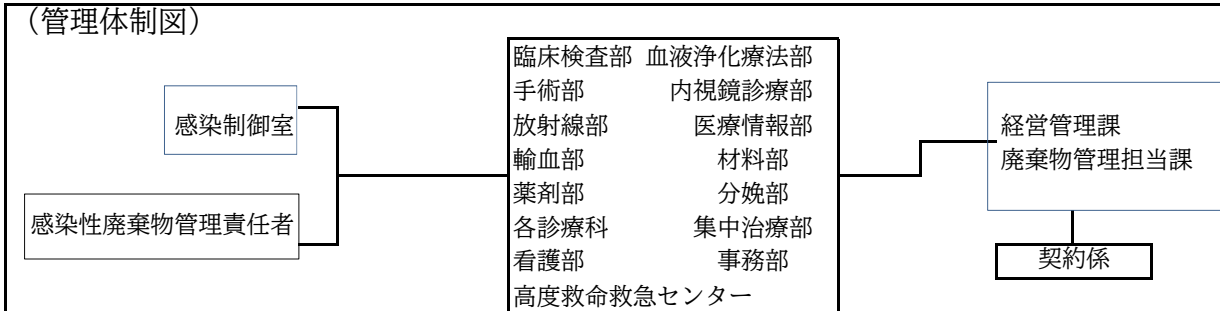 （管理体制図）
感染制御室
感染性廃棄物管理責任者
臨床検査部 血液浄化療法部
手術部 内視鏡診療部
放射線部 医療情報部
輸血部 材料部
薬剤部 分娩部
各診療科 集中治療部
看護部 事務部
高度救命救急センター
経営管理課
廃棄物管理担当課
契約係